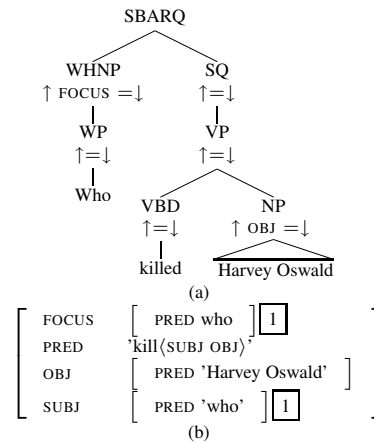 SBARQ
WHNP SQ
↑ FOCUS =↓ ↑=↓
WP VP
↑=↓ ↑=↓
Who
VBD NP
↑=↓ ↑ OBJ =↓
killed Harvey Oswald
(a)
FOCUS [ PRED who ] 1
PRED 'kill⟨SUBJ OBJ⟩'
OBJ [ PRED 'Harvey Oswald' ]
SUBJ [ PRED 'who' ] 1
(b)